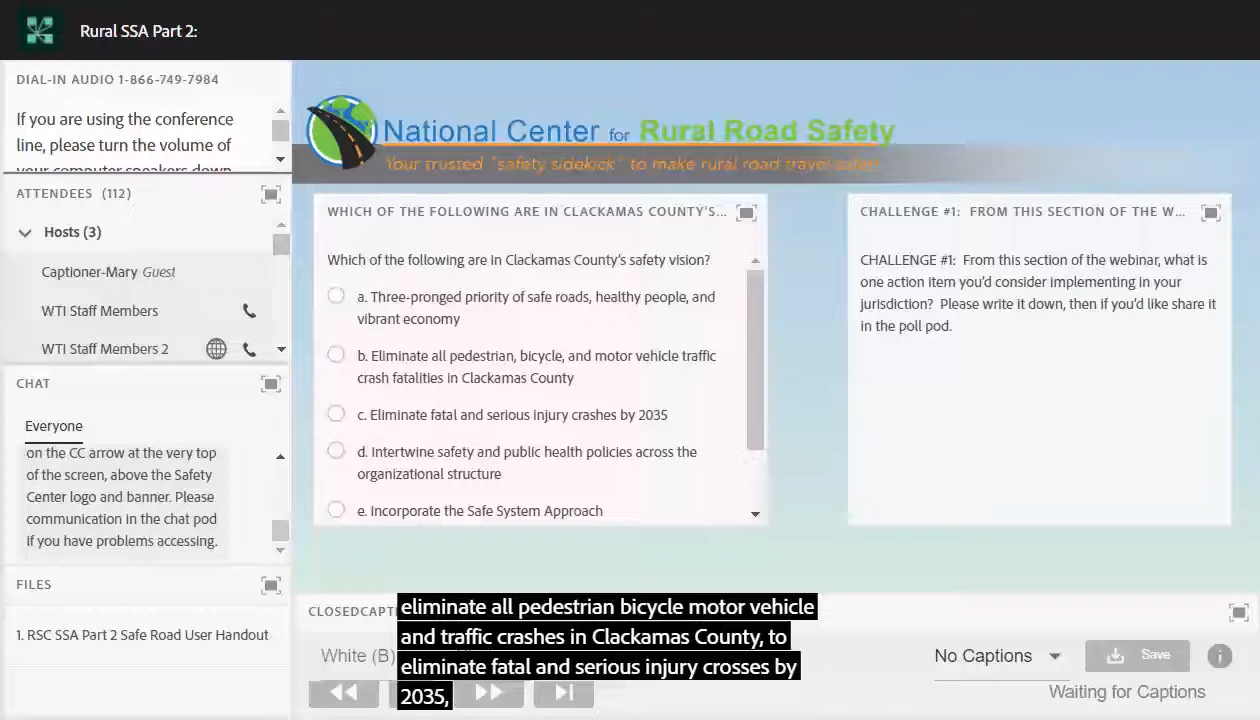 Rural SSA Part 2:
DIAL-IN AUDIO 1-866-749-7984
If you are using the conference
line, please turn the volume of
your computer speakers down
ATTENDEES (112)
Hosts (3)
Captioner-Mary Guest
WTI Staff Members
WTI Staff Members 2
CHAT
Everyone
on the CC arrow at the very top
of the screen, above the Safety
Center logo and banner. Please
communication in the chat pod
if you have problems accessing.
FILES
1. RSC SSA Part 2 Safe Road User Handout
National Center for Rural Road Safety
Your trusted "safety sidekick" to make rural road travel safer!
WHICH OF THE FOLLOWING ARE IN CLACKAMAS COUNTY'S...
Which of the following are in Clackamas County's safety vision?
a. Three-pronged priority of safe roads, healthy people, and
vibrant economy
b. Eliminate all pedestrian, bicycle, and motor vehicle traffic
crash fatalities in Clackamas County
c. Eliminate fatal and serious injury crashes by 2035
d. Intertwine safety and public health policies across the
organizational structure
e. Incorporate the Safe System Approach
CHALLENGE #1: FROM THIS SECTION OF THE W...
CHALLENGE #1: From this section of the webinar, what is
one action item you'd consider implementing in your
jurisdiction? Please write it down, then if you'd like share it
in the poll pod.
CLOSEDCAPT
White (B)
No Captions
Save
Waiting for Captions
eliminate all pedestrian bicycle motor vehicle
and traffic crashes in Clackamas County, to
eliminate fatal and serious injury crosses by
2035,